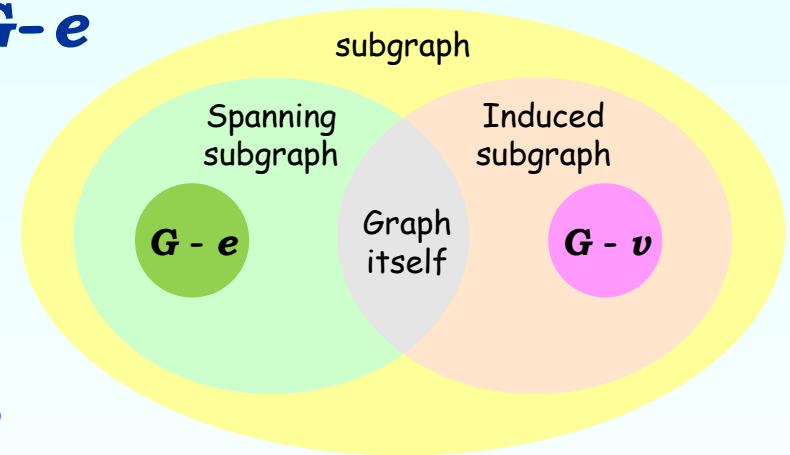 G-e
subgraph
Spanning
subgraph
Induced
subgraph
G - e
Graph
itself
G - v